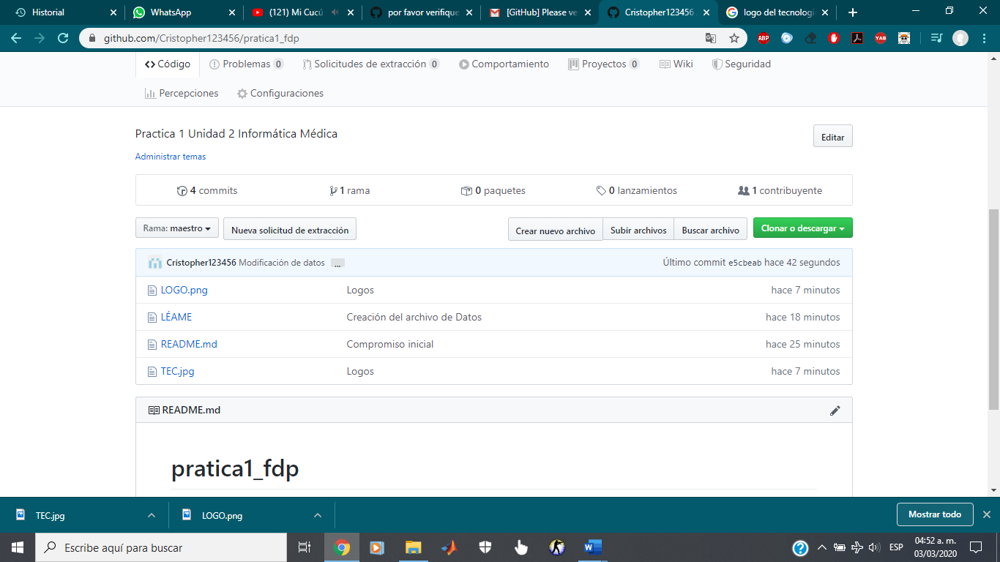 Historial
WhatsApp
(121) Mi Cucú
por favor verifique
[GitHub] Please ve
Cristopher123456
logo del tecnologi
github.com/Cristopher123456/pratica1_fdp
ABP
YAB
Código
Problemas 0
Solicitudes de extracción 0
Comportamiento
Proyectos 0
Wiki
Seguridad
Percepciones
Configuraciones
Practica 1 Unidad 2 Informática Médica
Editar
Administrar temas
4 commits
1 rama
0 paquetes
0 lanzamientos
1 contribuyente
Rama: maestro
Nueva solicitud de extracción
Crear nuevo archivo
Subir archivos
Buscar archivo
Clonar o descargar
Cristopher123456 Modificación de datos ...
Último commit e5cbeab hace 42 segundos
LOGO.png Logos hace 7 minutos
LÉAME Creación del archivo de Datos hace 18 minutos
README.md Compromiso inicial hace 25 minutos
TEC.jpg Logos hace 7 minutos
README.md
pratica1_fdp
TEC.jpg
LOGO.png
Mostrar todo
Escribe aquí para buscar
ESP
04:52 a. m.
03/03/2020